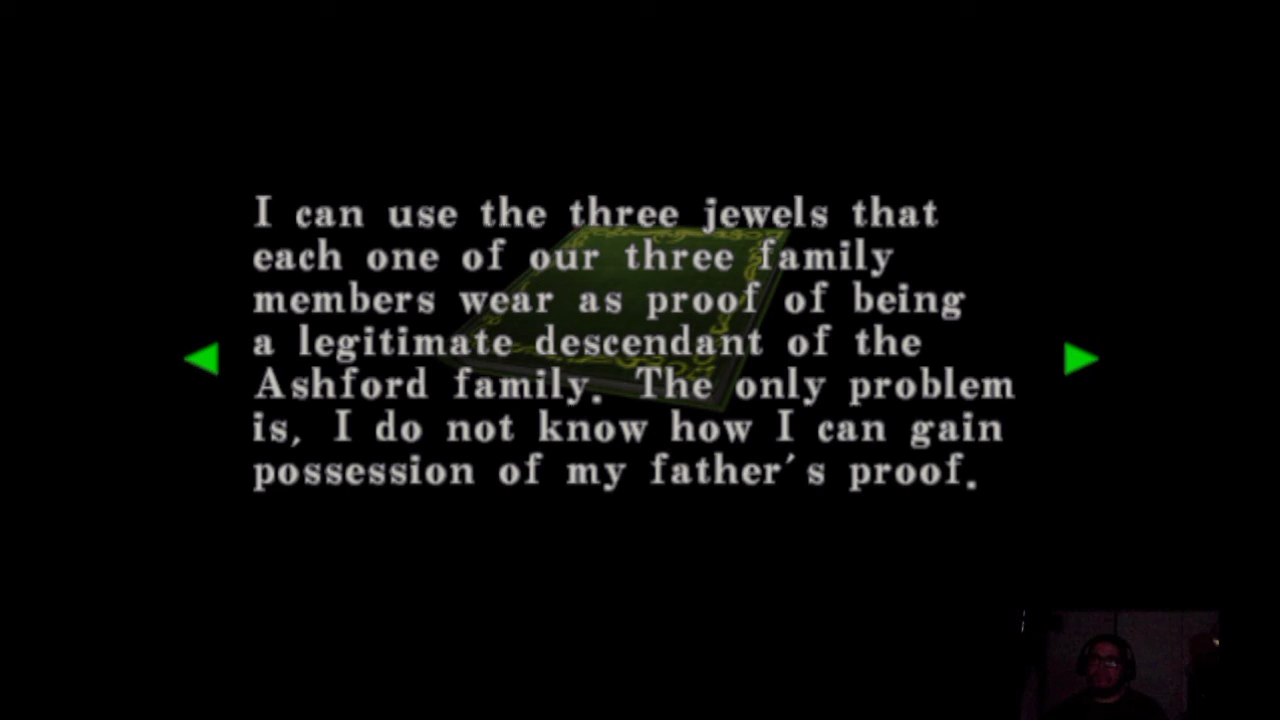 I can use the three jewels that
each one of our three family
members wear as proof of being
a legitimate descendant of the
Ashford family. The only problem
is, I do not know how I can gain
possession of my father's proof.